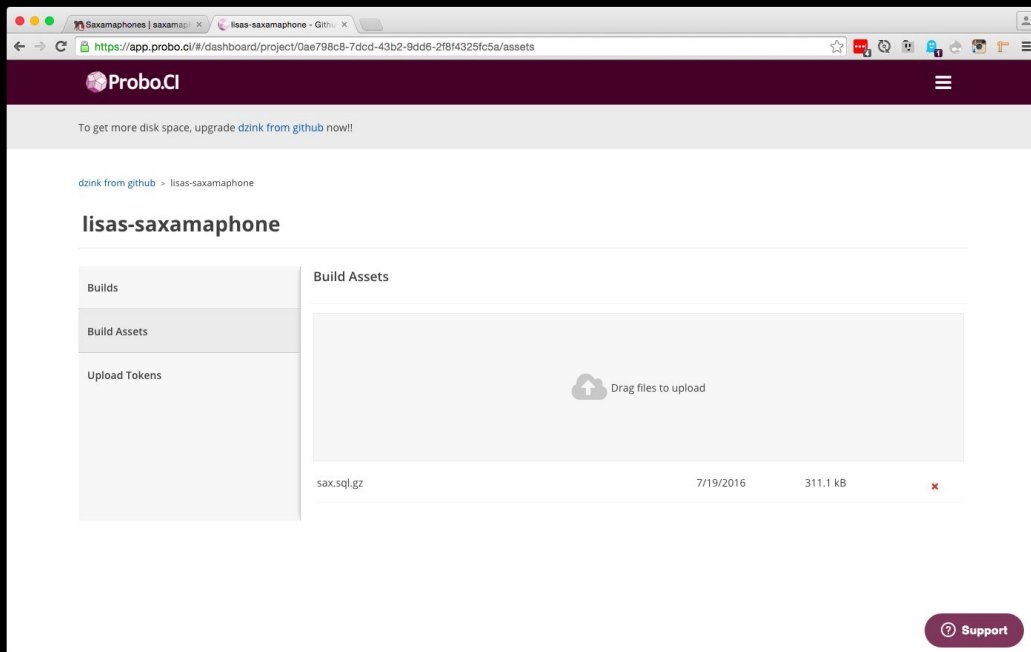 Saxamaphones | saxamap
lisas-saxamaphone - Gith
https://app.probo.ci/#/dashboard/project/0ae798c8-7dcd-43b2-9dd6-2f8f4325fc5a/assets
Probo.CI
To get more disk space, upgrade dzink from github now!!
dzink from github > lisas-saxamaphone
lisas-saxamaphone
Builds
Build Assets
Upload Tokens
Build Assets
Drag files to upload
sax.sql.gz 7/19/2016 311.1 kB
Support